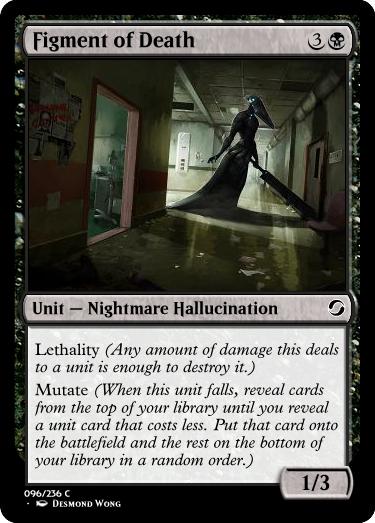 Figment of Death 3
Unit — Nightmare Hallucination
Lethality (Any amount of damage this deals
to a unit is enough to destroy it.)
Mutate (When this unit falls, reveal cards
from the top of your library until you reveal
a unit card that costs less. Put that card onto
the battlefield and the rest on the bottom of
your library in a random order.)
1/3
096/236 C
· Desmond Wong